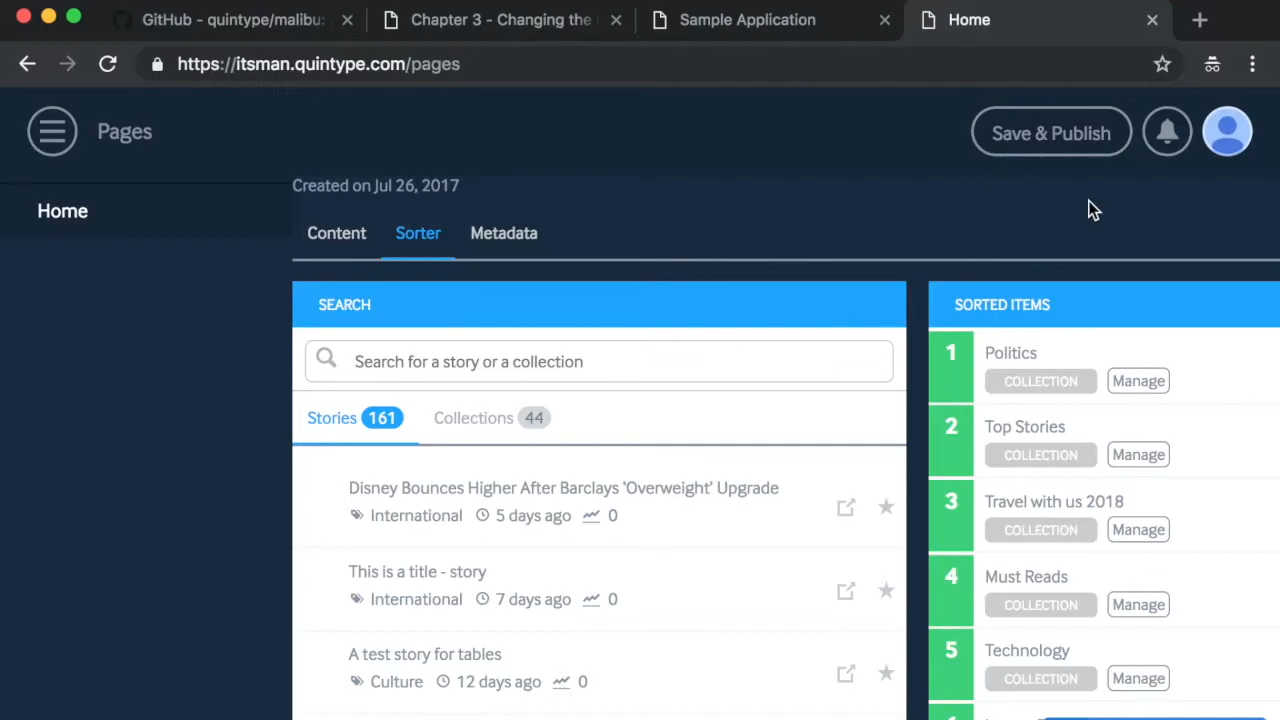 GitHub - quintype/malibu:
Chapter 3 - Changing the
Sample Application
Home
https://itsman.quintype.com/pages
Pages
Save & Publish
Home
Created on Jul 26, 2017
Content
Sorter
Metadata
SEARCH
Search for a story or a collection
Stories 161
Collections 44
Disney Bounces Higher After Barclays ‘Overweight’ Upgrade
International 5 days ago 0
This is a title - story
International 7 days ago 0
A test story for tables
Culture 12 days ago 0
SORTED ITEMS
1 Politics
COLLECTION Manage
2 Top Stories
COLLECTION Manage
3 Travel with us 2018
COLLECTION Manage
4 Must Reads
COLLECTION Manage
5 Technology
COLLECTION Manage